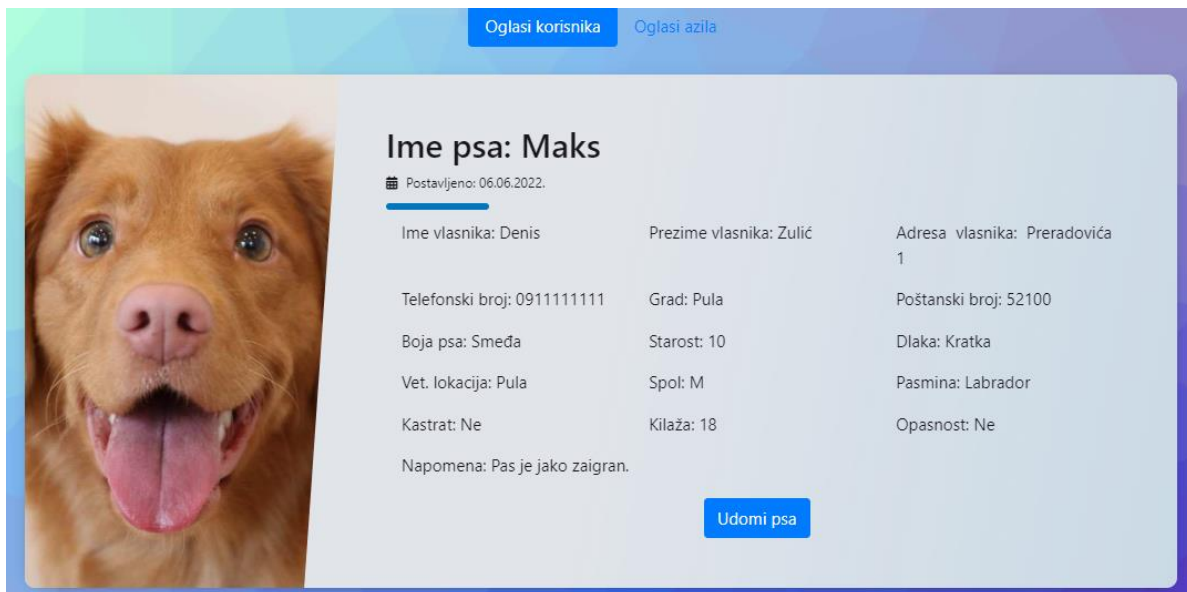 Oglasi korisnika Oglasi azila
Ime psa: Maks
Postavljeno: 06.06.2022.
Ime vlasnika: Denis Prezime vlasnika: Zulić Adresa vlasnika: Preradovića
1
Telefonski broj: 0911111111 Grad: Pula Poštanski broj: 52100
Boja psa: Smeđa Starost: 10 Dlaka: Kratka
Vet. lokacija: Pula Spol: M Pasmina: Labrador
Kastrat: Ne Kilaža: 18 Opasnost: Ne
Napomena: Pas je jako zaigran.
Udomi psa